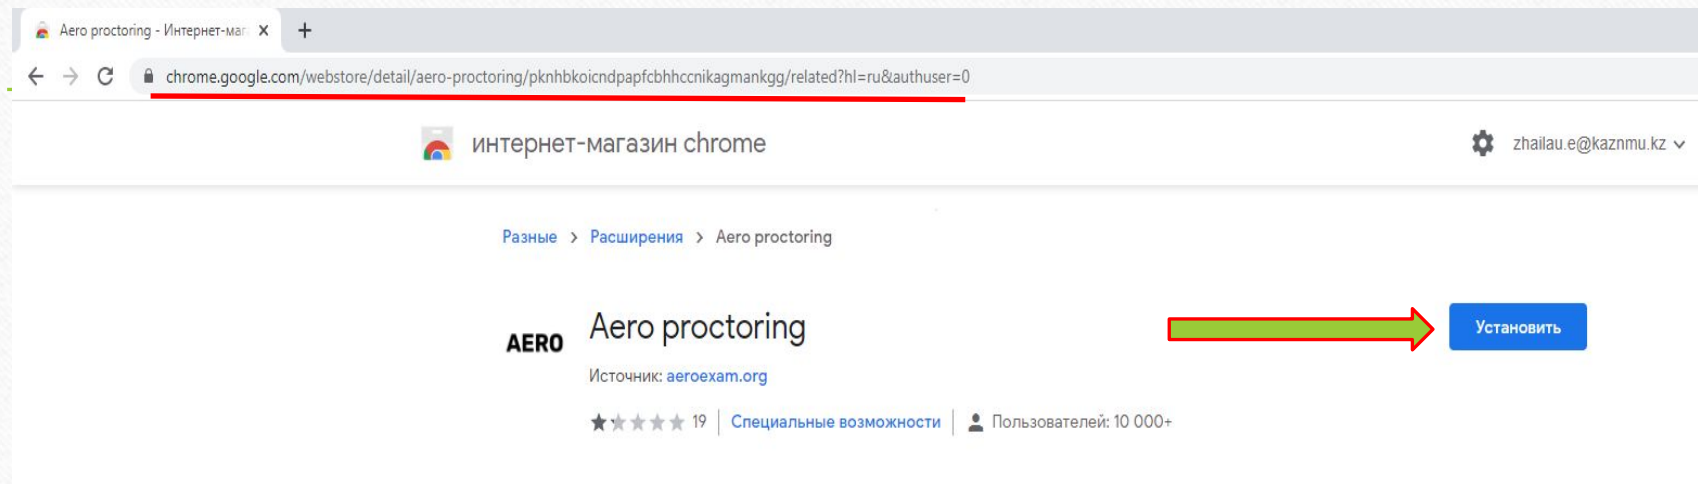 Aero proctoring - Интернет-маг
chrome.google.com/webstore/detail/aero-proctoring/pknhbkoicndpapfcbhhccnikagmankgg/related?hl=ru&authuser=0
интернет-магазин chrome
zhailau.e@kaznmu.kz
Разные > Расширения > Aero proctoring
AERO
Aero proctoring
Установить
Источник: aeroexam.org
19 | Специальные возможности | Пользователей: 10 000+